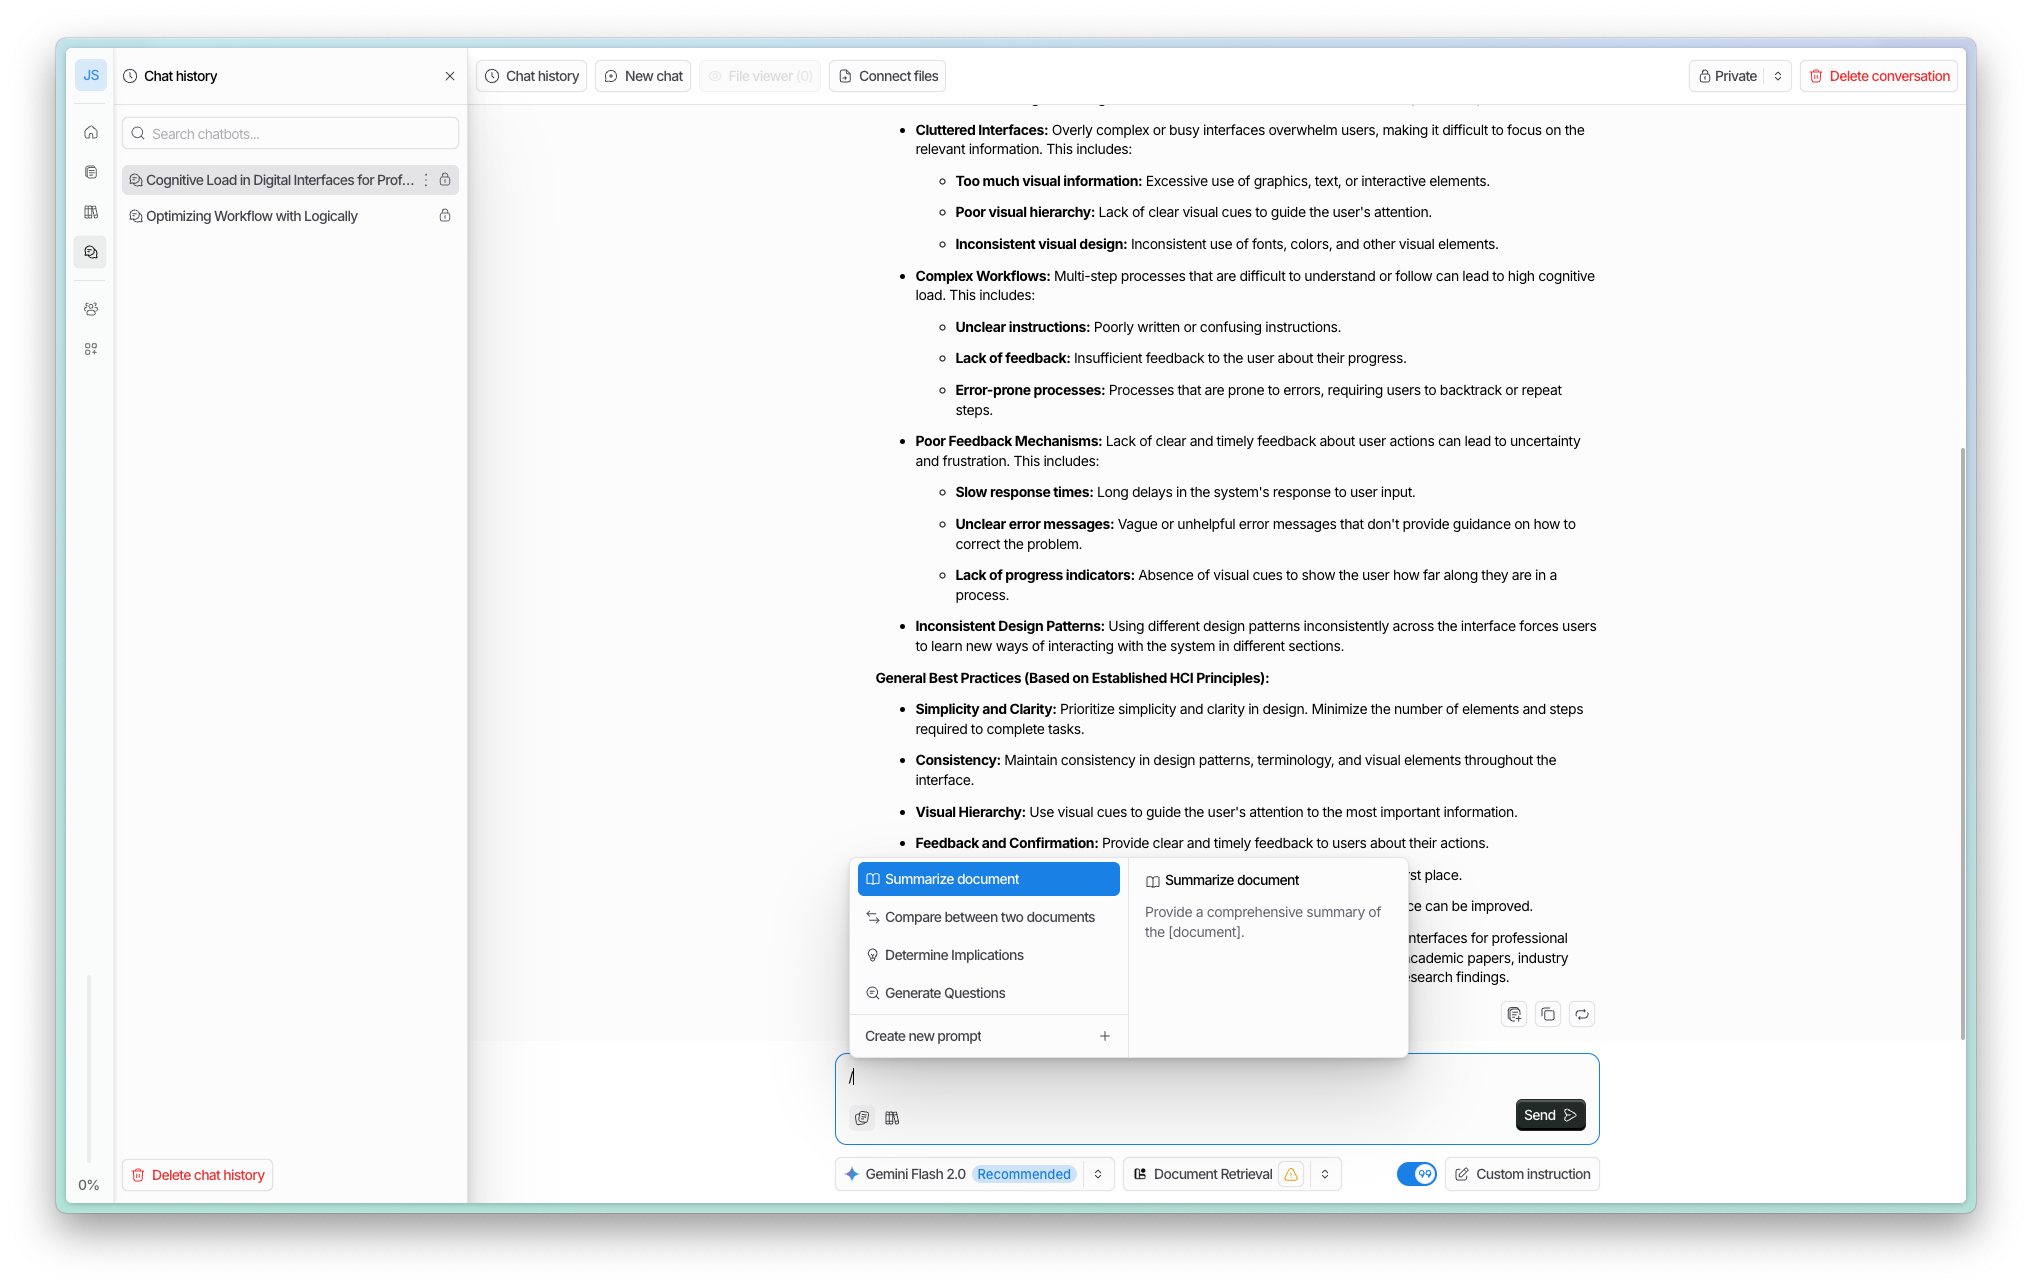 JS
Chat history
Search chatbots...
Cognitive Load in Digital Interfaces for Prof...
Optimizing Workflow with Logically
0%
Delete chat history
Chat history
New chat
File viewer (0)
Connect files
Private
Delete conversation
Cluttered Interfaces: Overly complex or busy interfaces overwhelm users, making it difficult to focus on the
relevant information. This includes:
Too much visual information: Excessive use of graphics, text, or interactive elements.
Poor visual hierarchy: Lack of clear visual cues to guide the user's attention.
Inconsistent visual design: Inconsistent use of fonts, colors, and other visual elements.
Complex Workflows: Multi-step processes that are difficult to understand or follow can lead to high cognitive
load. This includes:
Unclear instructions: Poorly written or confusing instructions.
Lack of feedback: Insufficient feedback to the user about their progress.
Error-prone processes: Processes that are prone to errors, requiring users to backtrack or repeat
steps.
Poor Feedback Mechanisms: Lack of clear and timely feedback about user actions can lead to uncertainty
and frustration. This includes:
Slow response times: Long delays in the system's response to user input.
Unclear error messages: Vague or unhelpful error messages that don't provide guidance on how to
correct the problem.
Lack of progress indicators: Absence of visual cues to show the user how far along they are in a
process.
Inconsistent Design Patterns: Using different design patterns inconsistently across the interface forces users
to learn new ways of interacting with the system in different sections.
General Best Practices (Based on Established HCI Principles):
Simplicity and Clarity: Prioritize simplicity and clarity in design. Minimize the number of elements and steps
required to complete tasks.
Consistency: Maintain consistency in design patterns, terminology, and visual elements throughout the
interface.
Visual Hierarchy: Use visual cues to guide the user's attention to the most important information.
Feedback and Confirmation: Provide clear and timely feedback to users about their actions.
st place.
ce can be improved.
nterfaces for professional
cademic papers, industry
search findings.
Summarize document
Compare between two documents
Determine Implications
Generate Questions
Create new prompt
Summarize document
Provide a comprehensive summary of
the [document].
/
Send
Gemini Flash 2.0 Recommended
Document Retrieval
Custom instruction